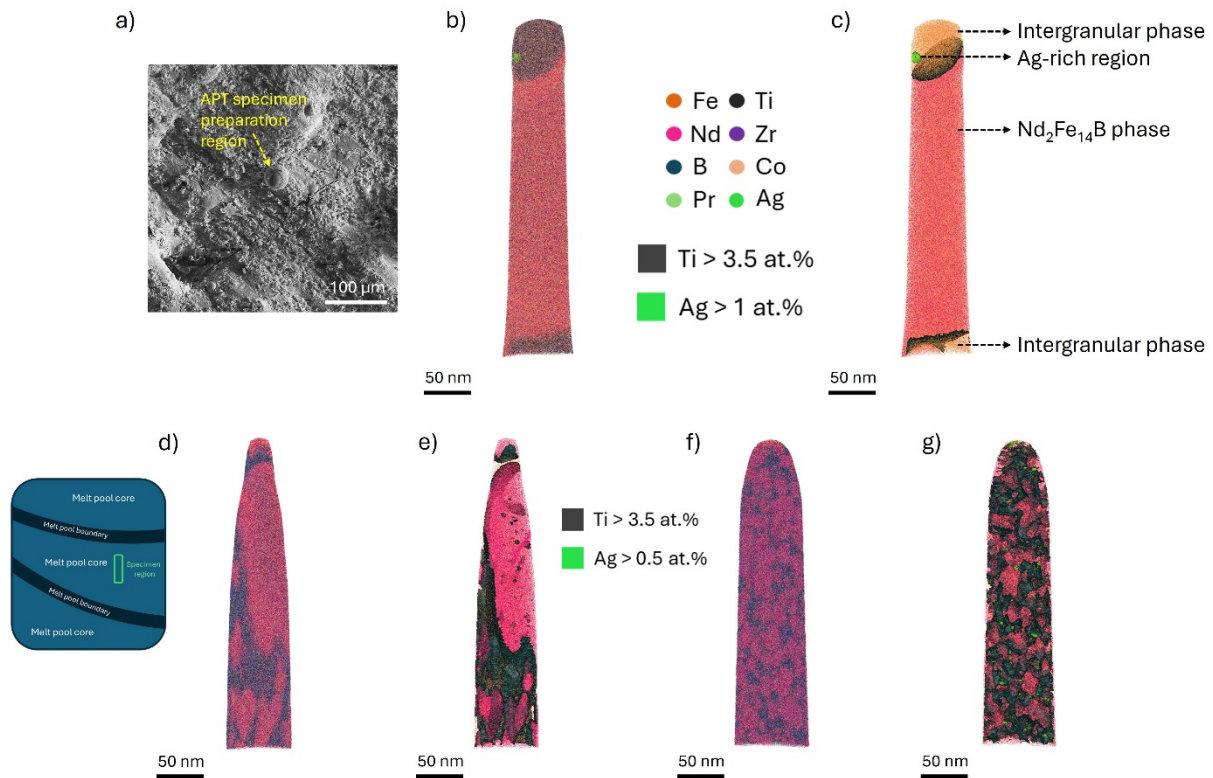 a)
APT specimen
preparation
region
100 µm
b)
Fe
Ti
Nd
Zr
B
Co
Pr
Ag
Ti > 3.5 at.%
Ag > 1 at.%
50 nm
c)
Intergranular phase
Ag-rich region
Nd₂Fe₁₄B phase
Intergranular phase
50 nm
Melt pool core
Melt pool boundary
Melt pool core
Specimen
region
Melt pool boundary
Melt pool core
d)
50 nm
e)
Ti > 3.5 at.%
Ag > 0.5 at.%
50 nm
f)
50 nm
g)
50 nm